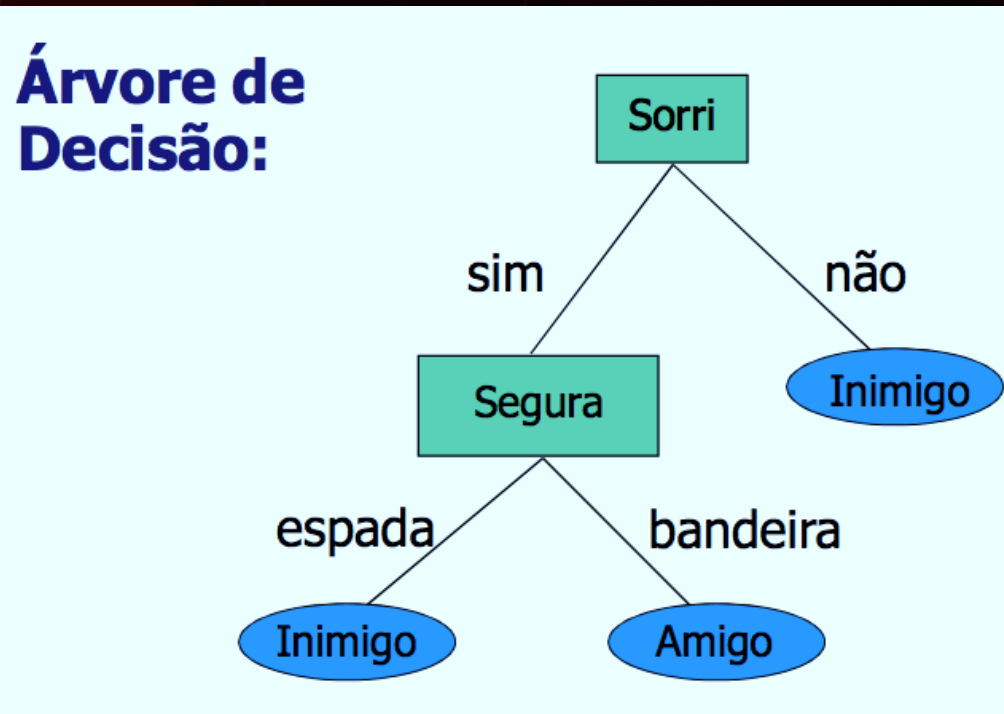 Árvore de
Decisão:
Sorri
sim
não
Segura
Inimigo
espada
bandeira
Inimigo
Amigo